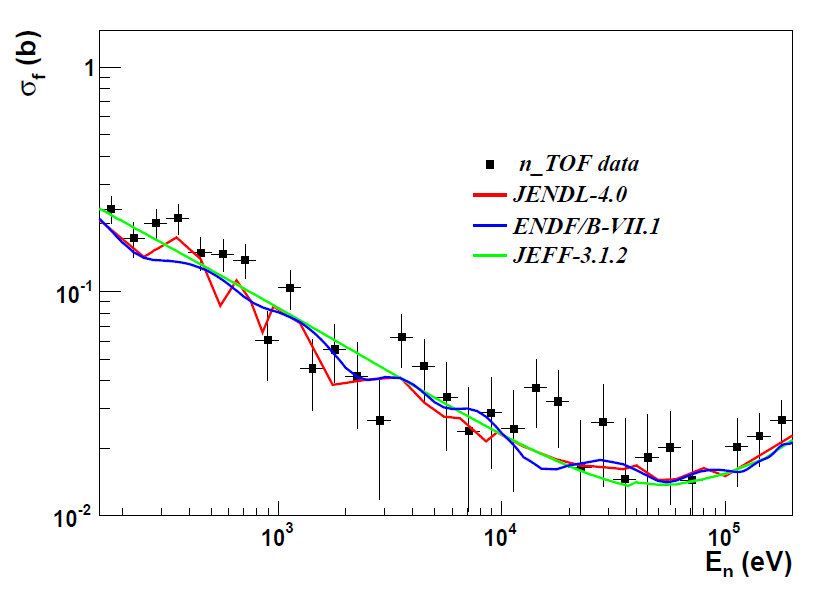 σf (b)
1
10-1
10-2
n_TOF data
JENDL-4.0
ENDF/B-VII.1
JEFF-3.1.2
103
104
105
En (eV)